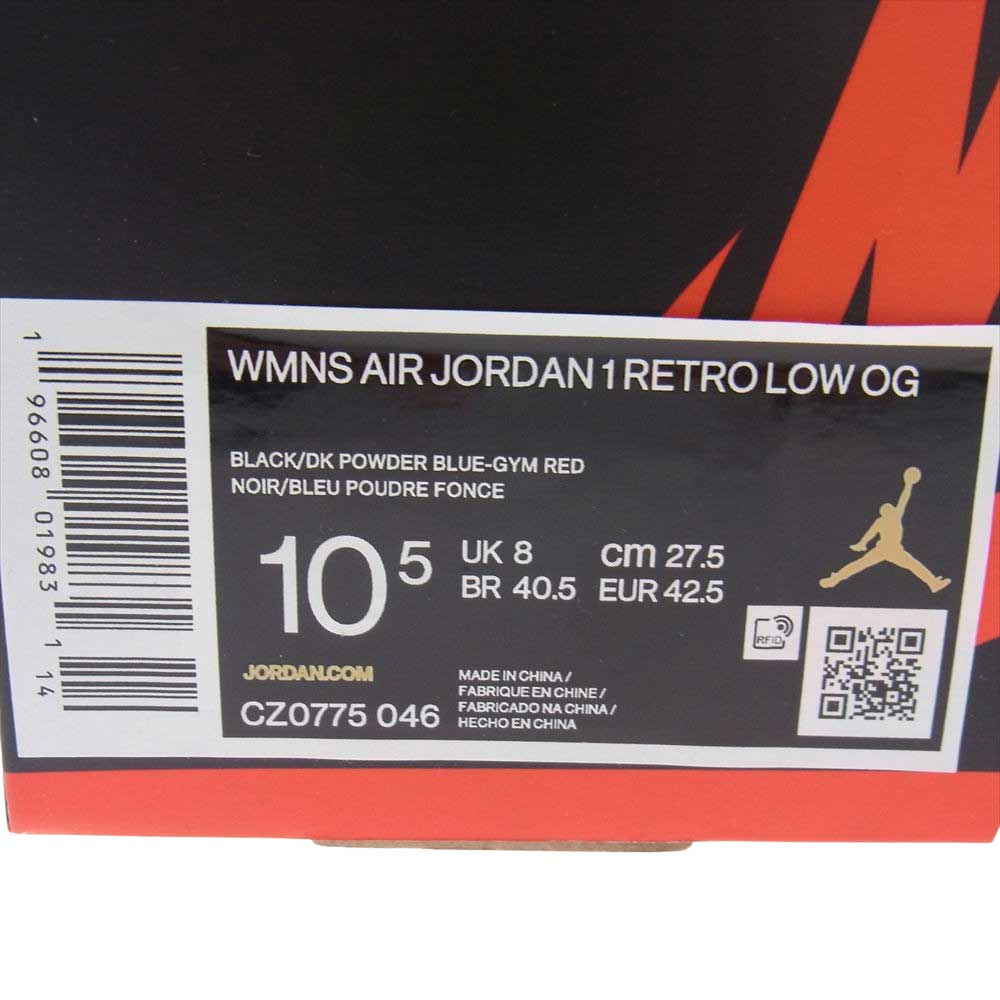 WMNS AIR JORDAN 1 RETRO LOW OG
BLACK/DK POWDER BLUE-GYM RED
NOIR/BLEU POUDRE FONCE
10 5
UK 8 cm 27.5
BR 40.5 EUR 42.5
RFID
JORDAN.COM
CZ0775 046
MADE IN CHINA /
FABRIQUE EN CHINE /
FABRICADO NA CHINA /
HECHO EN CHINA
1 96608 01983 1 14